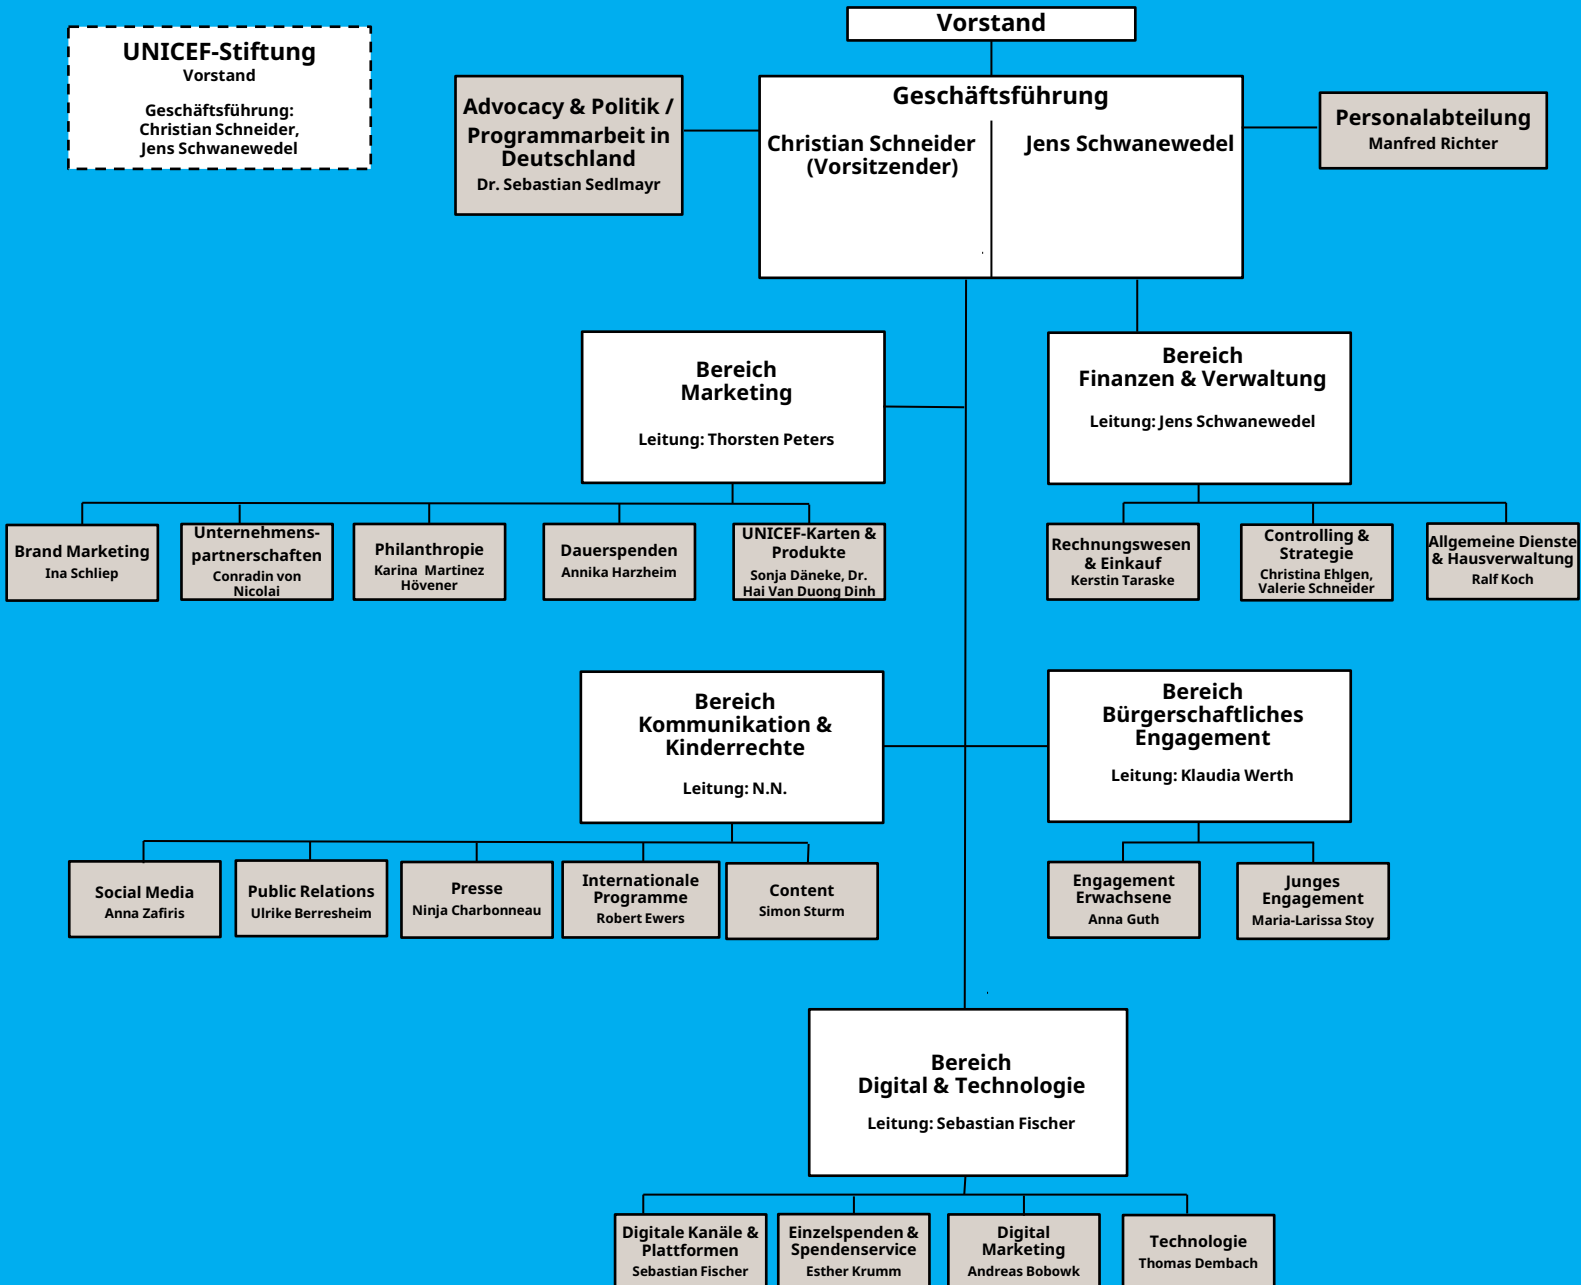 UNICEF-Stiftung
Vorstand
Geschäftsführung:
Christian Schneider,
Jens Schwanewedel
Vorstand
Advocacy & Politik /
Programmarbeit in
Deutschland
Dr. Sebastian Sedlmayr
Geschäftsführung
Christian Schneider
(Vorsitzender)
Jens Schwanewedel
Personalabteilung
Manfred Richter
Bereich
Marketing
Leitung: Thorsten Peters
Bereich
Finanzen & Verwaltung
Leitung: Jens Schwanewedel
Brand Marketing
Ina Schliep
Unternehmens-
partnerschaften
Conradin von
Nicolai
Philanthropie
Karina Martinez
Hövener
Dauerspenden
Annika Harzheim
UNICEF-Karten &
Produkte
Sonja Däneke, Dr.
Hai Van Duong Dinh
Rechnungswesen
& Einkauf
Kerstin Taraske
Controlling &
Strategie
Christina Ehlgen,
Valerie Schneider
Allgemeine Dienste
& Hausverwaltung
Ralf Koch
Bereich
Kommunikation &
Kinderrechte
Leitung: N.N.
Bereich
Bürgerschaftliches
Engagement
Leitung: Klaudia Werth
Social Media
Anna Zafiris
Public Relations
Ulrike Berresheim
Presse
Ninja Charbonneau
Internationale
Programme
Robert Ewers
Content
Simon Sturm
Engagement
Erwachsene
Anna Guth
Junges
Engagement
Maria-Larissa Stoy
Bereich
Digital & Technologie
Leitung: Sebastian Fischer
Digitale Kanäle &
Plattformen
Sebastian Fischer
Einzelspenden &
Spendenservice
Esther Krumm
Digital
Marketing
Andreas Bobowk
Technologie
Thomas Dembach